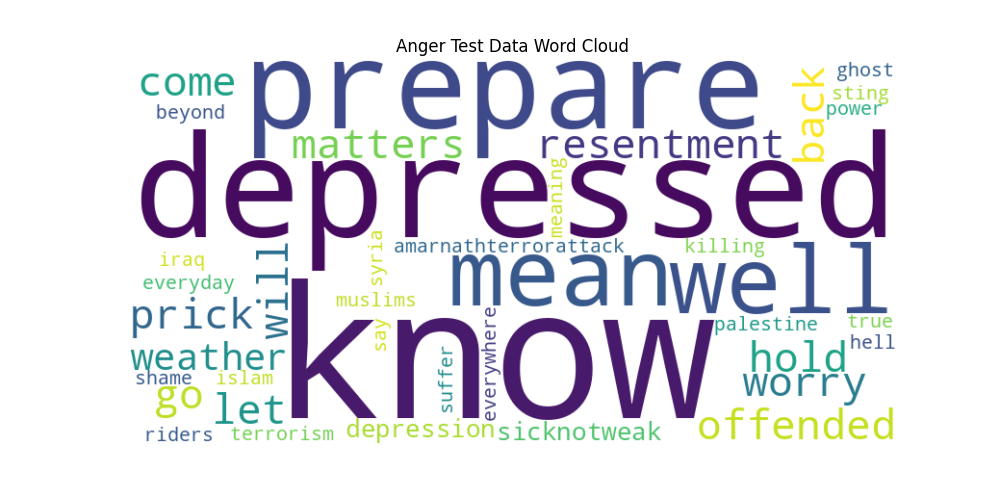 Anger Test Data Word Cloud
come
prepare
back
ghost
sting
beyond
power
matters
resentment
depressed
meaning
iraq
everyday
will
syria
amarnathterrorattack
killing
mean
well
muslims
prick
say
know
everywhere
palestine
true
hell
weather
suffer
hold
worry
shame
islam
go
let
offended
riders
terrorism
depression
sicknotweak